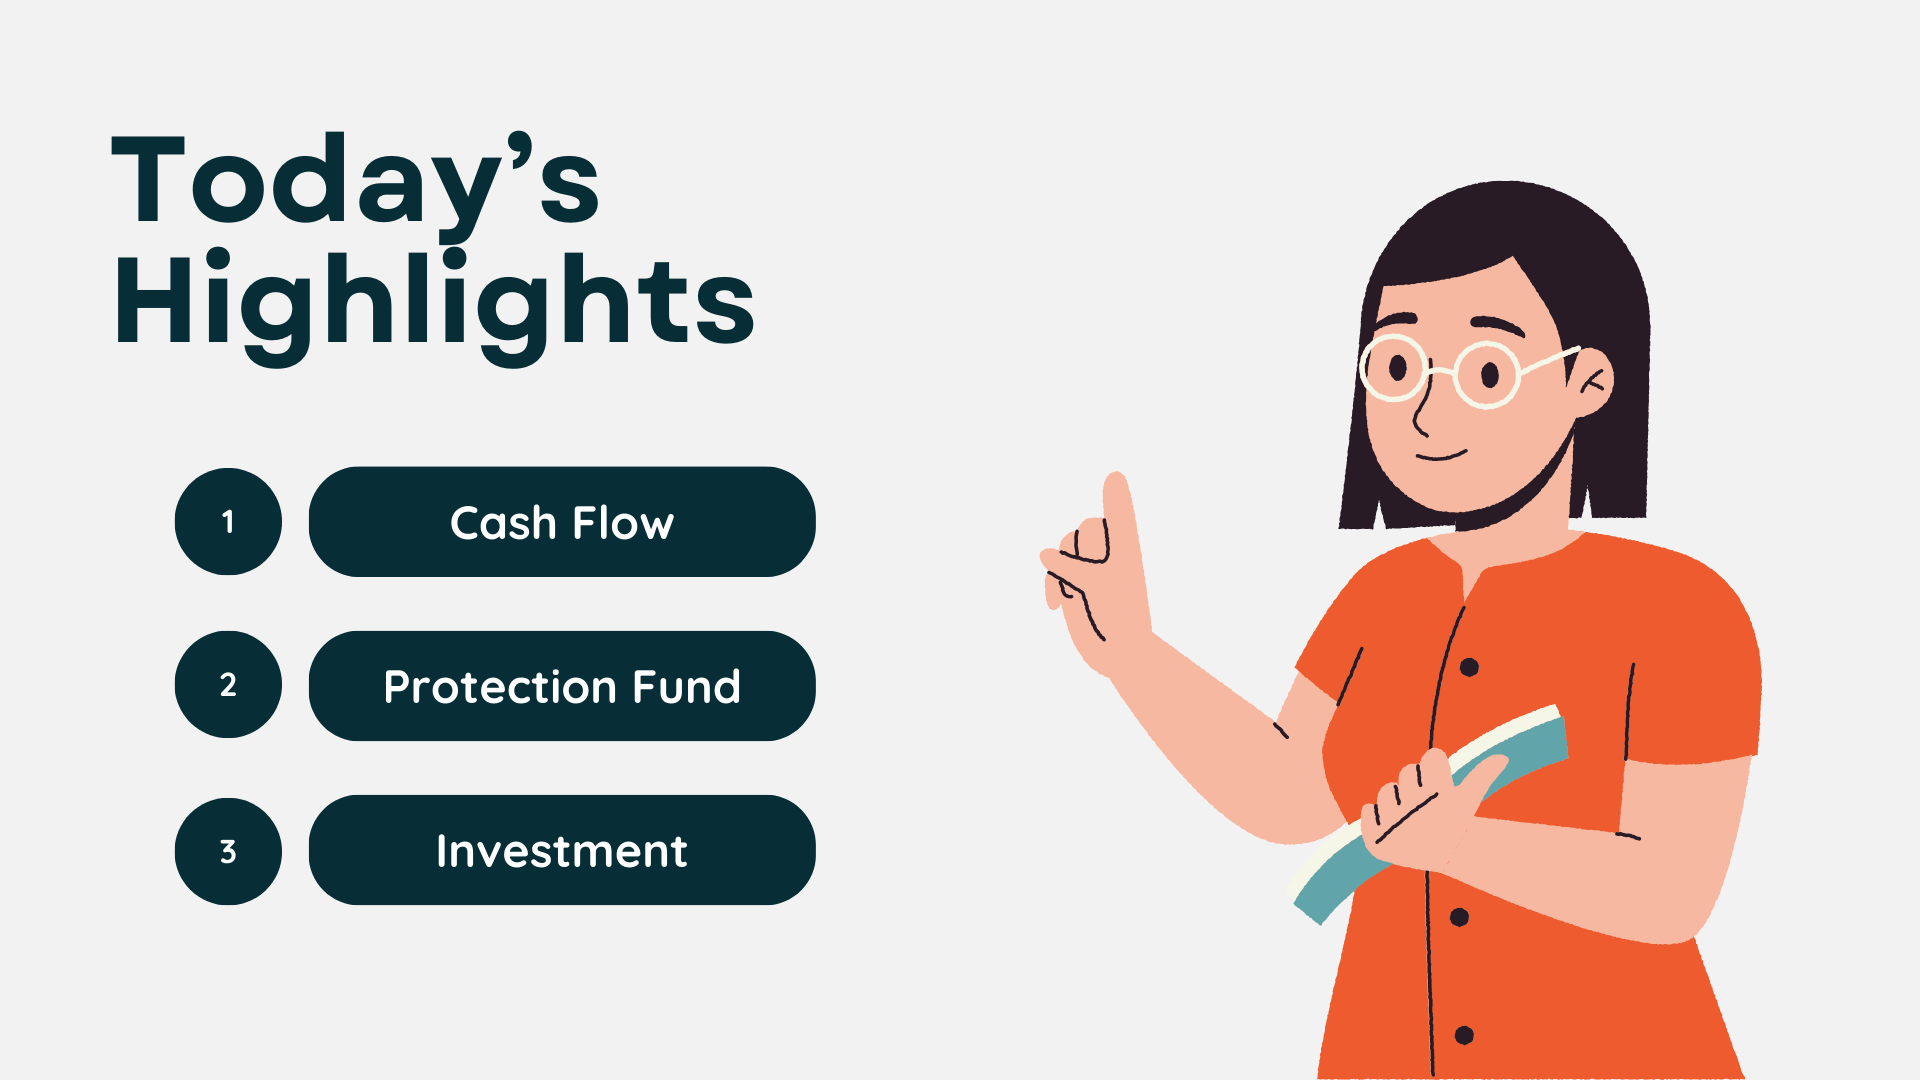 Today’s
Highlights
1 Cash Flow
2 Protection Fund
3 Investment